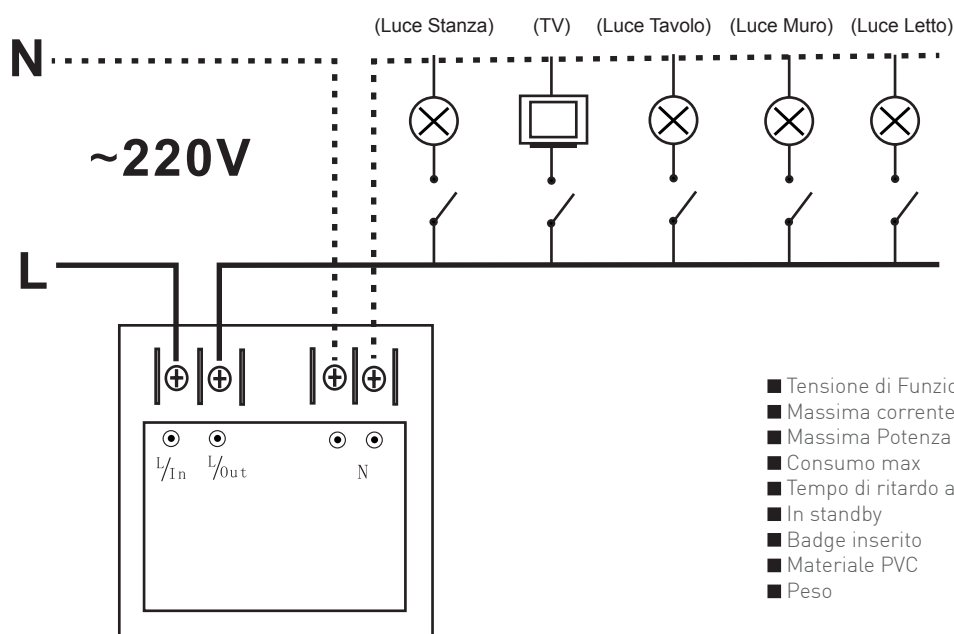 (Luce Stanza) (TV) (Luce Tavolo) (Luce Muro) (Luce Letto)
N
~220V
L
L/In L/Out N
■ Tensione di
■ Massima corrente
■ Massima Potenza
■ Consumo max
■ Tempo di ritardo
■ In standby
■ Badge inserito
■ Materiale PVC
■ Peso